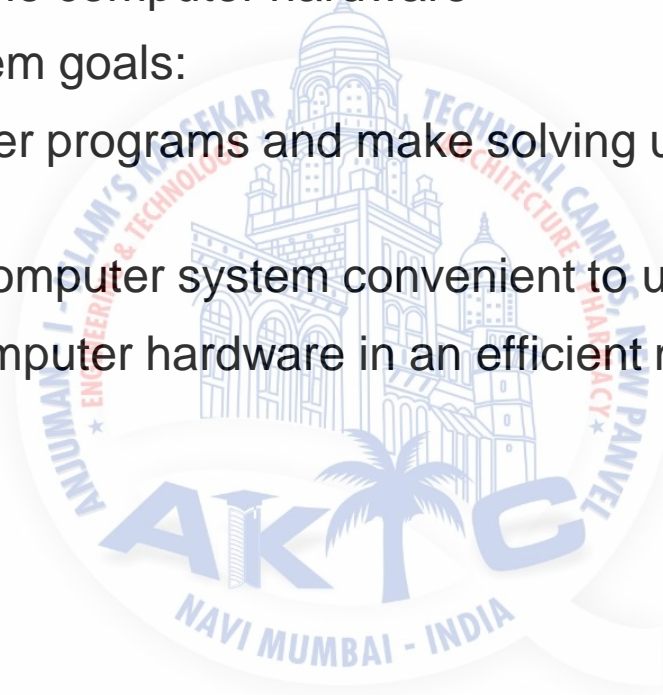 computer hardware
em goals:
er programs and make solving u
omputer system convenient to u
mputer hardware in an efficient
ANJUMAN-I-ISLAM'S KALSEKAR TECHNICAL CAMPUS, NEW PANVEL
ENGINEERING & TECHNOLOGY ★ ARCHITECTURE ★ PHARMACY ★
AKTC
NAVI MUMBAI - INDIA